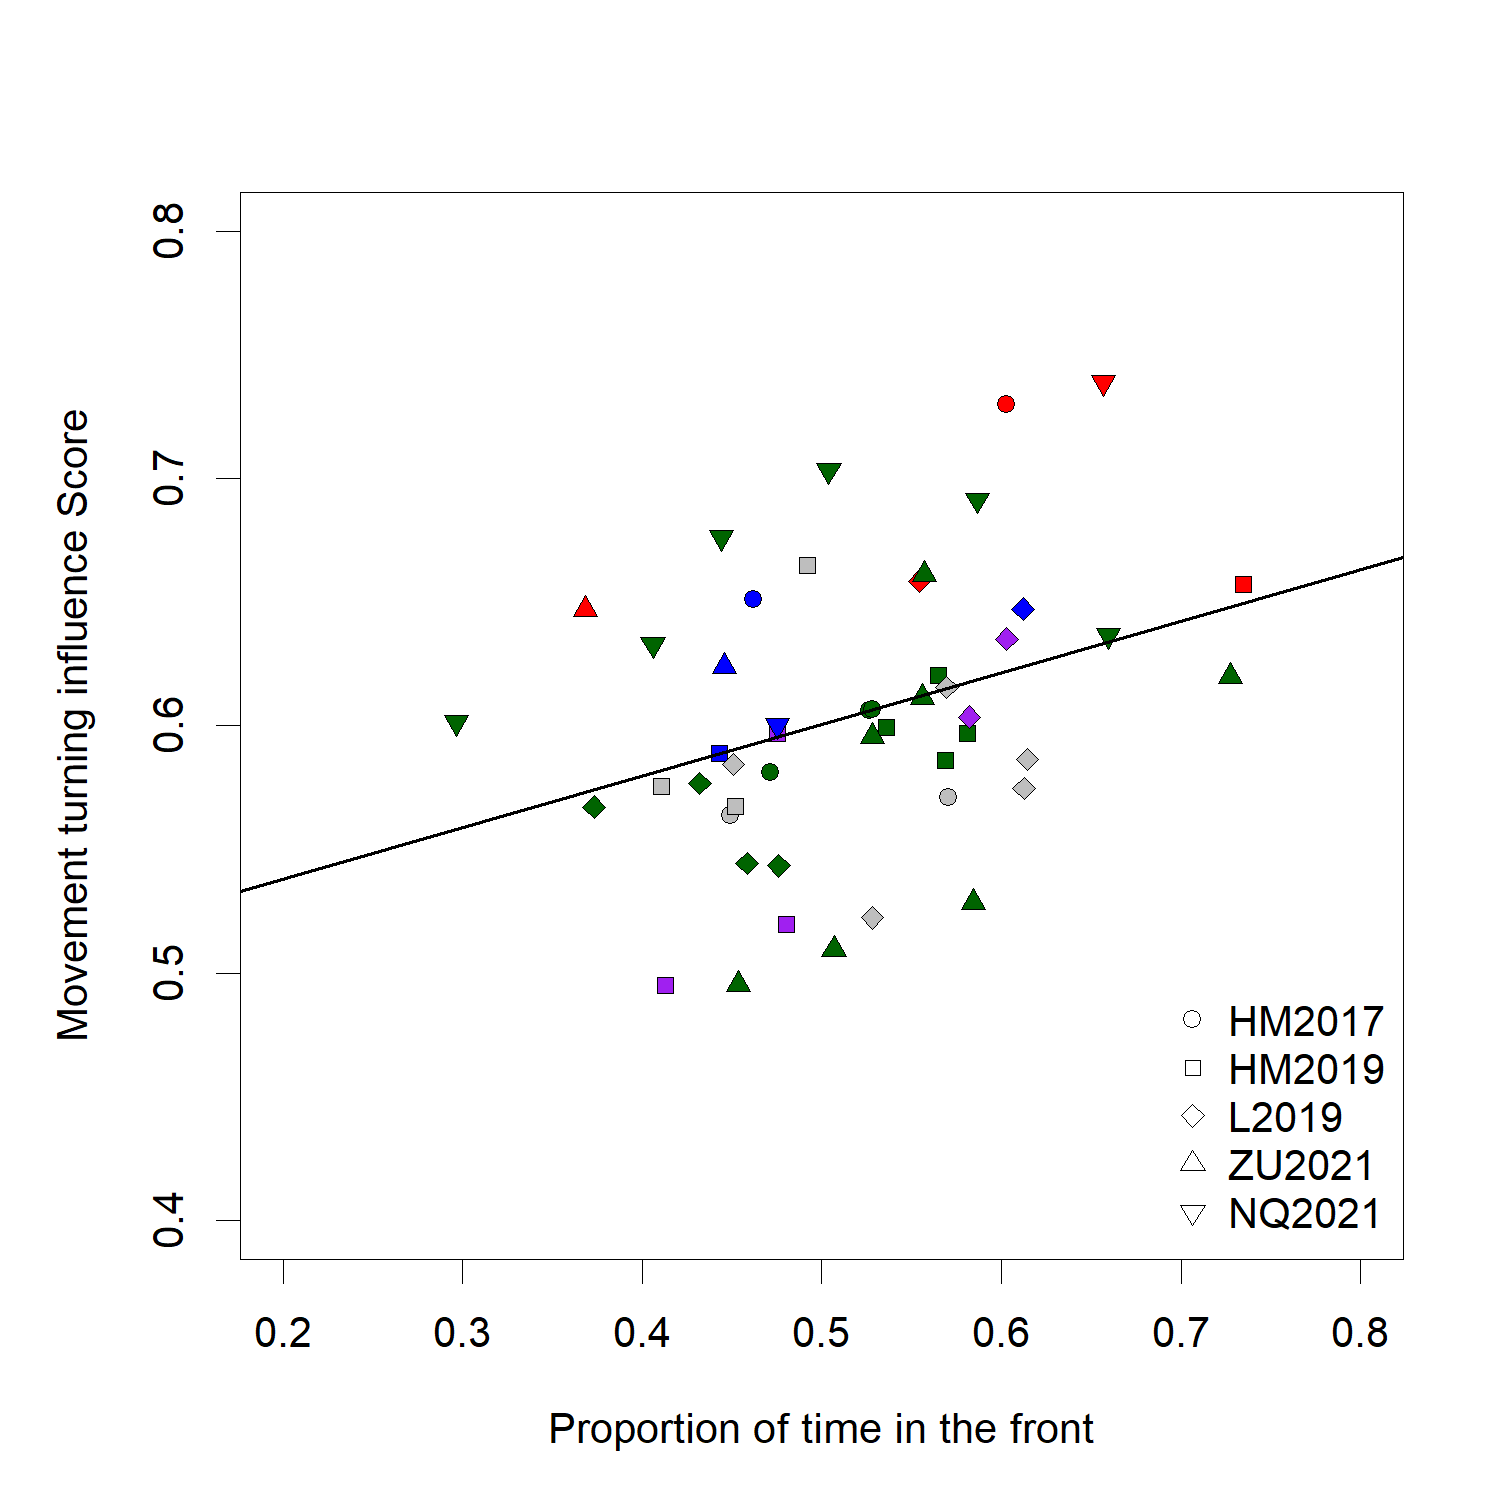 0.8
0.7
0.6
0.5
0.4
Movement turning influence Score
HM2017
HM2019
L2019
ZU2021
NQ2021
0.2 0.3 0.4 0.5 0.6 0.7 0.8
Proportion of time in the front